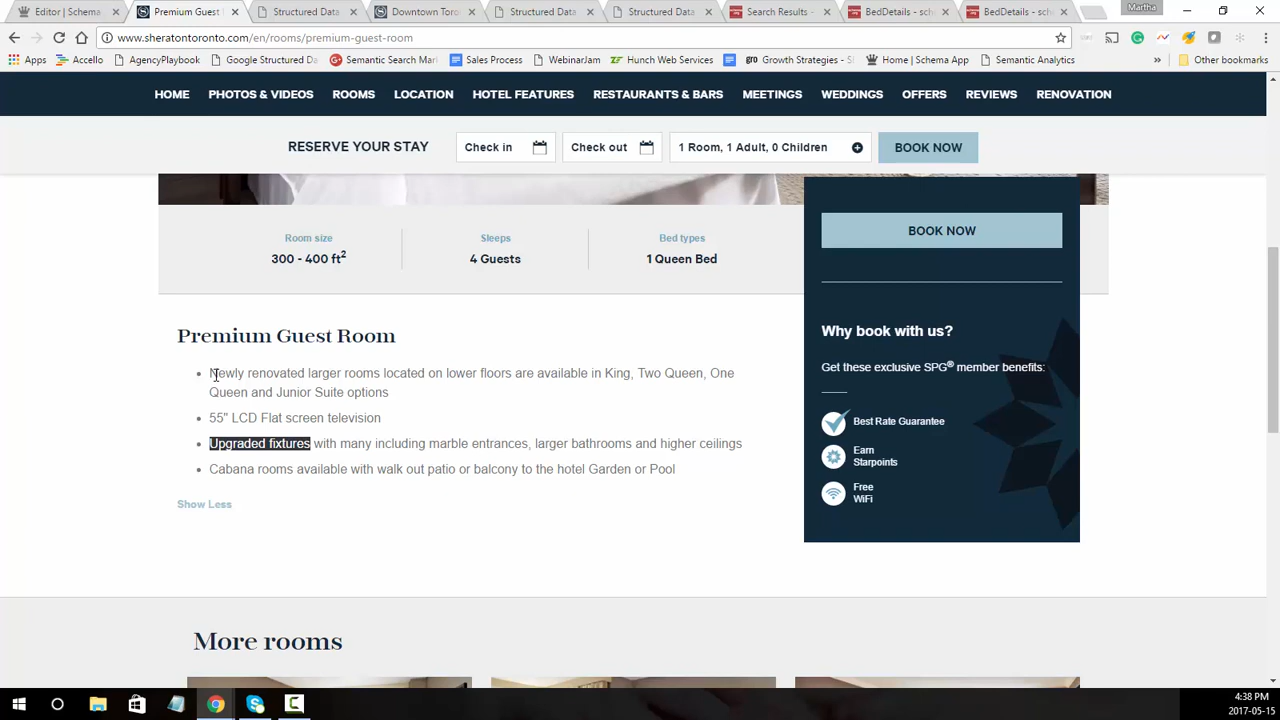 Editor | Schema
Premium Guest
Structured Data
Downtown Toro
Structured Data
Structured Data
Search Results -
BedDetails - sche
BedDetails - sche
Martha
www.sheratontoronto.com/en/rooms/premium-guest-room
Apps Accello AgencyPlaybook Google Structured Da Semantic Search Mar Sales Process WebinarJam Hunch Web Services Growth Strategies - Si Home | Schema App Semantic Analytics » Other bookmarks
HOME PHOTOS & VIDEOS ROOMS LOCATION HOTEL FEATURES RESTAURANTS & BARS MEETINGS WEDDINGS OFFERS REVIEWS RENOVATION
RESERVE YOUR STAY Check in Check out 1 Room, 1 Adult, 0 Children BOOK NOW
Room size Sleeps Bed types
300 - 400 ft² 4 Guests 1 Queen Bed
Premium Guest Room
• Newly renovated larger rooms located on lower floors are available in King, Two Queen, One
Queen and Junior Suite options
• 55" LCD Flat screen television
• Upgraded fixtures with many including marble entrances, larger bathrooms and higher ceilings
• Cabana rooms available with walk out patio or balcony to the hotel Garden or Pool
Show Less
BOOK NOW
Why book with us?
Get these exclusive SPG® member benefits:
Best Rate Guarantee
Earn
Starpoints
Free
WiFi
More rooms
4:38 PM
2017-05-15